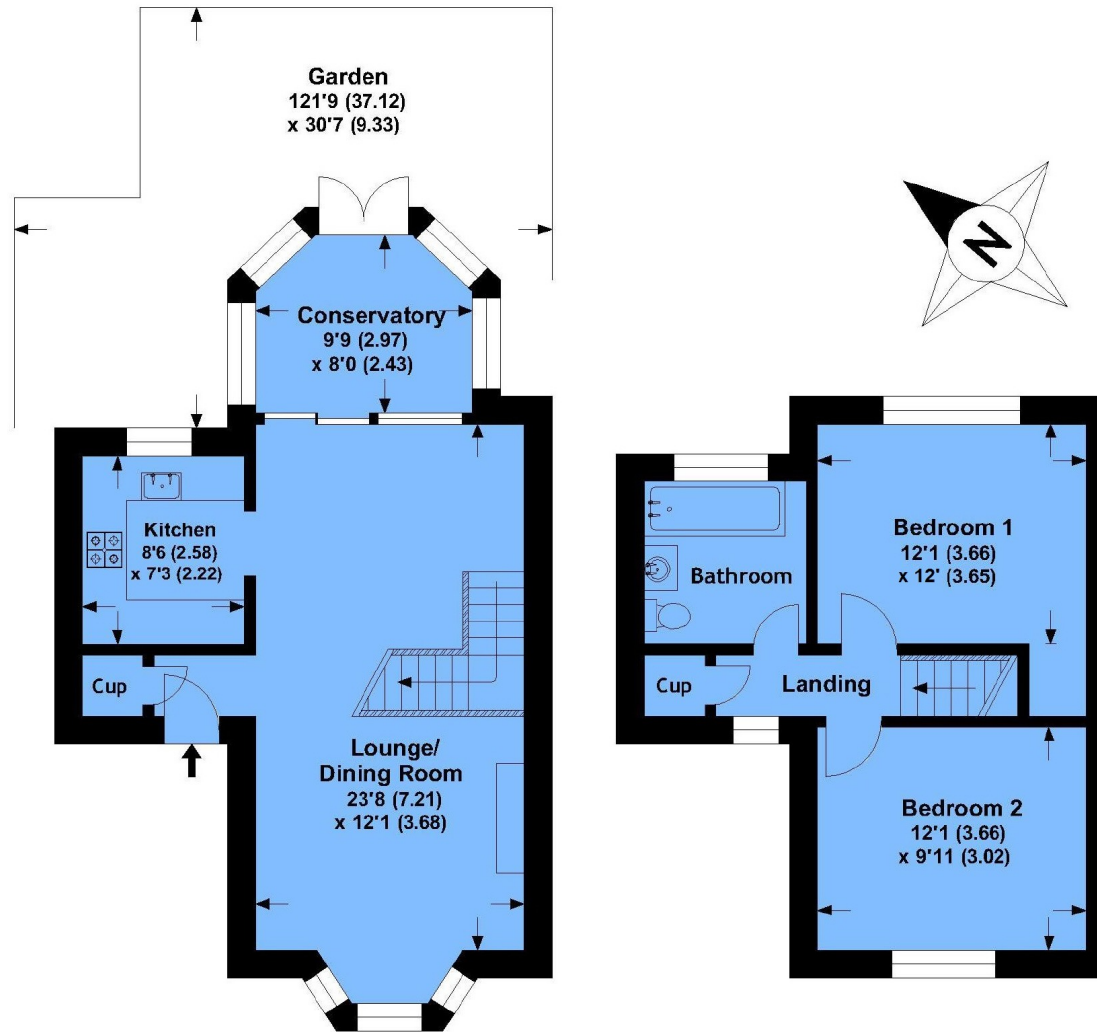 Garden
121'9 (37.12)
x 30'7 (9.33)
N
Conservatory
9'9 (2.97)
x 8'0 (2.43)
Kitchen
8'6 (2.58)
x 7'3 (2.22)
Cup
Lounge/
Dining Room
23'8 (7.21)
x 12'1 (3.68)
Bedroom 1
12'1 (3.66)
x 12' (3.65)
Bathroom
Cup
Landing
Bedroom 2
12'1 (3.66)
x 9'11 (3.02)